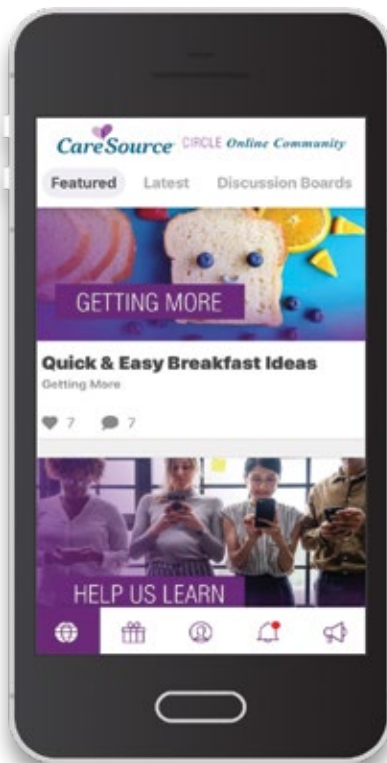 CareSource CIRCLE Online Community
Featured Latest Discussion Boards
GETTING MORE
Quick & Easy Breakfast Ideas
Getting More
7 7
HELP US LEARN